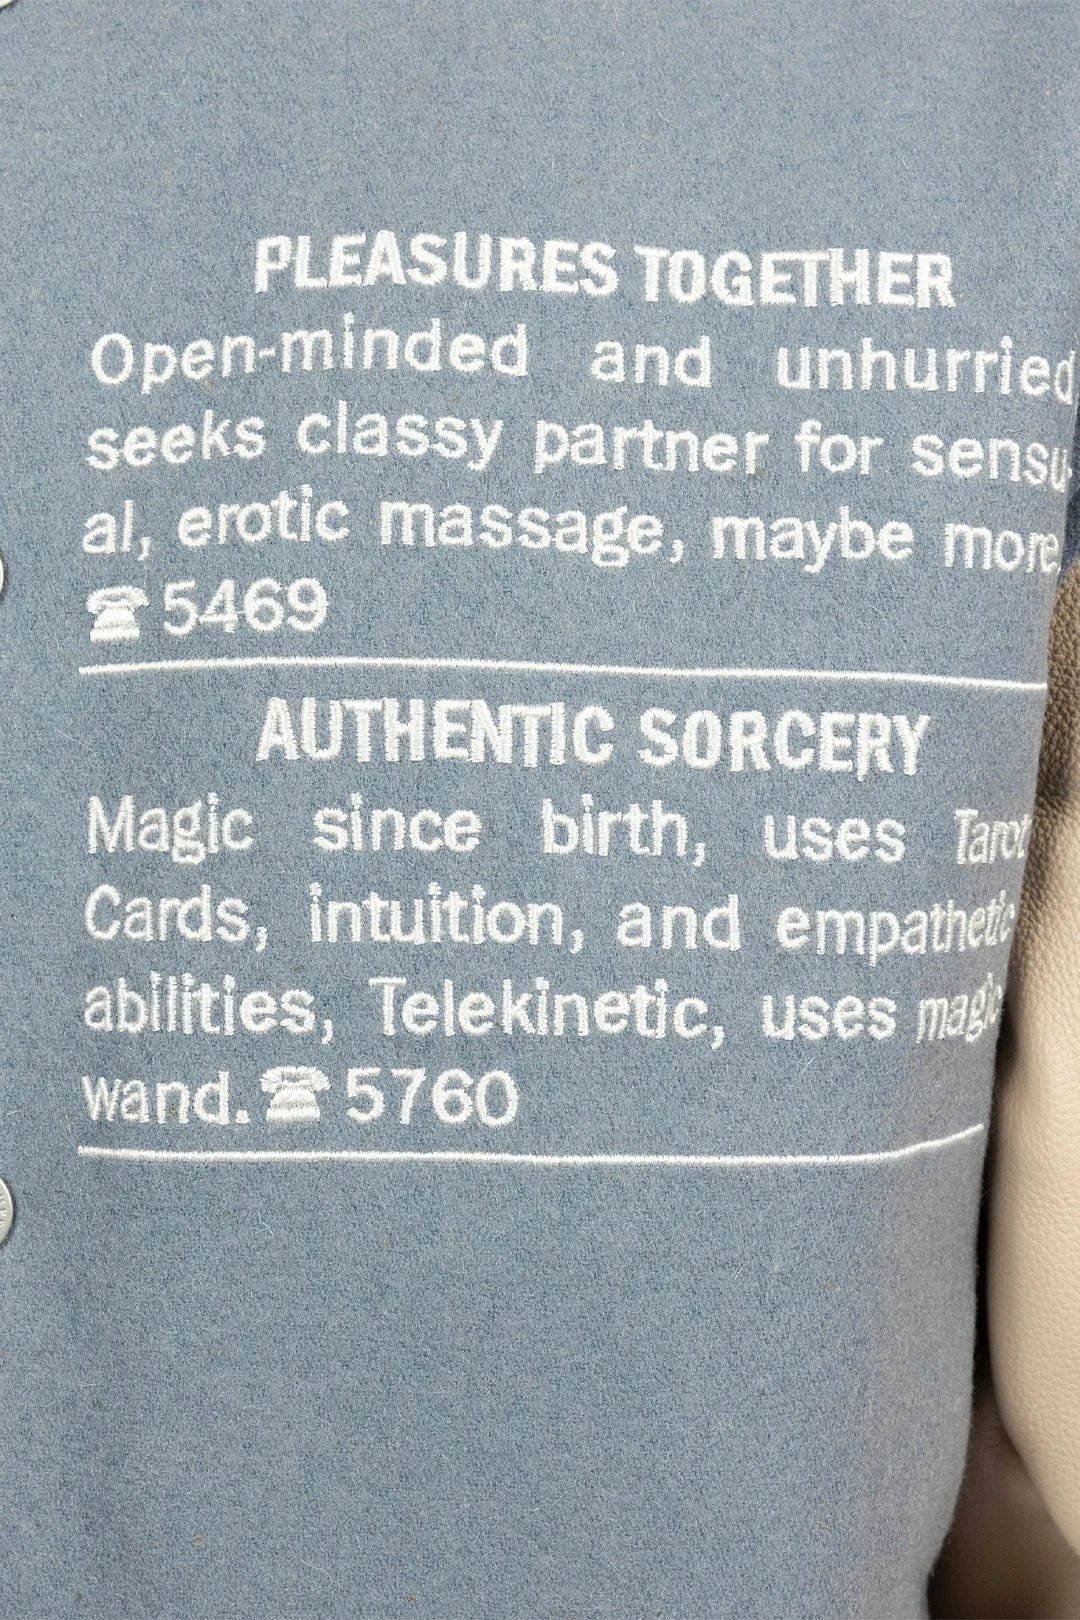 PLEASURES TOGETHER
Open-minded and unhurried
seeks classy partner for sensu-
al, erotic massage, maybe more.
☎5469
AUTHENTIC SORCERY
Magic since birth, uses Tarot
Cards, intuition, and empathetic
abilities, Telekinetic, uses magic
wand.☎5760